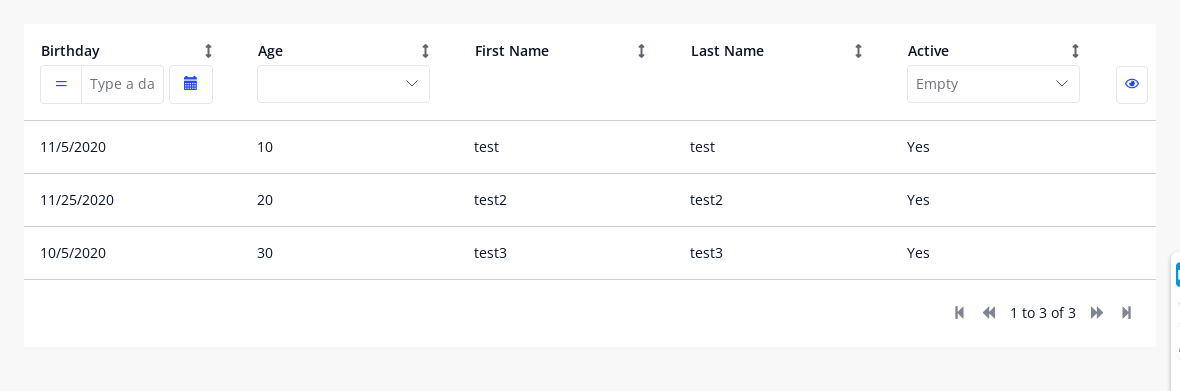 Birthday Age First Name Last Name Active
= Type a da Empty
11/5/2020 10 test test Yes
11/25/2020 20 test2 test2 Yes
10/5/2020 30 test3 test3 Yes
1 to 3 of 3